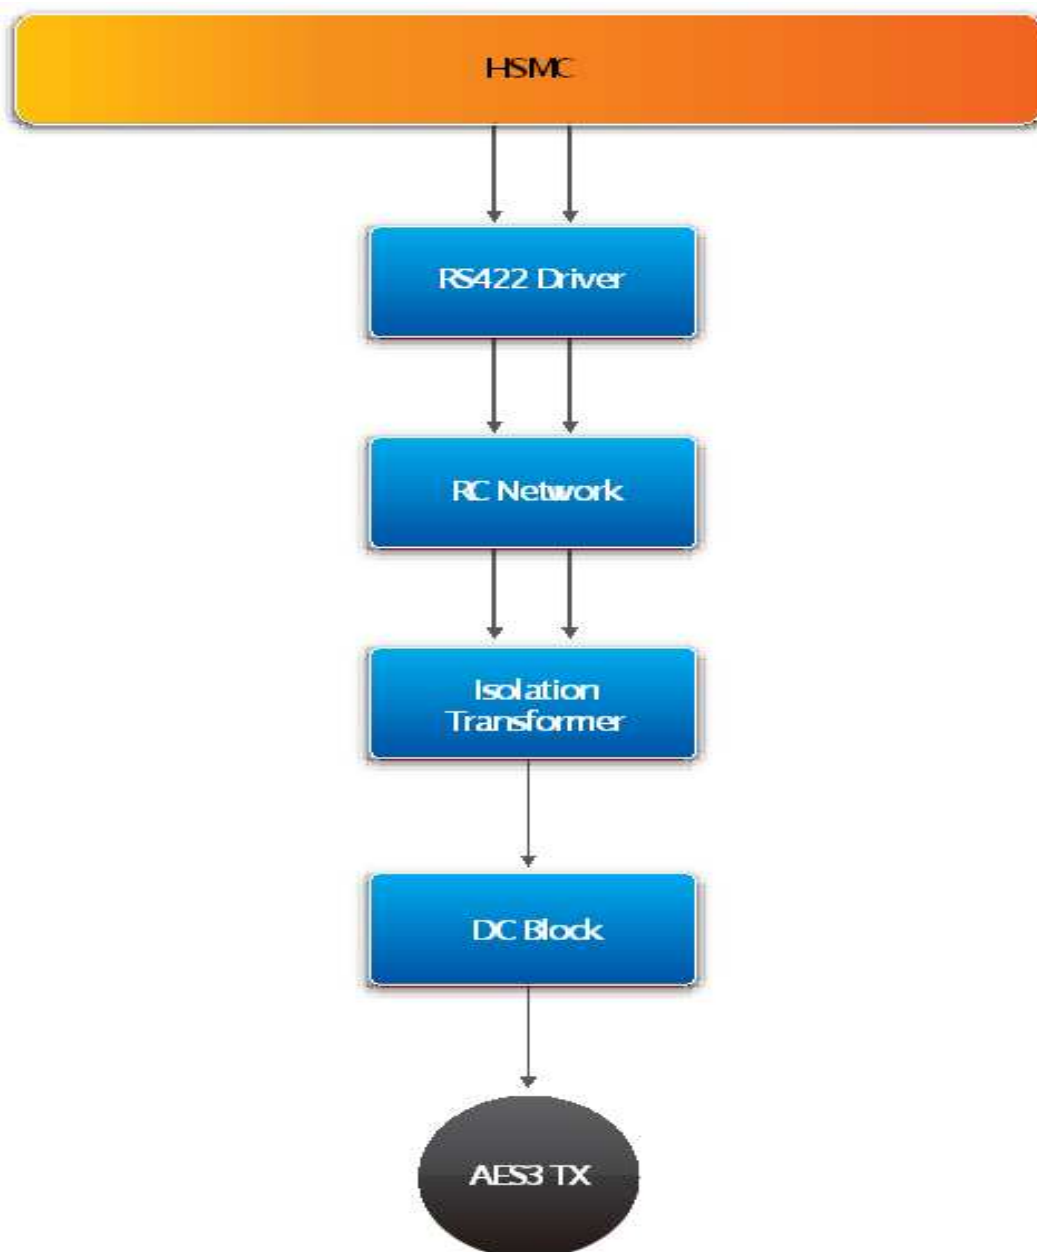 HSMC
RS422 Driver
RC Network
Isolation
Transformer
DC Block
AES3 TX